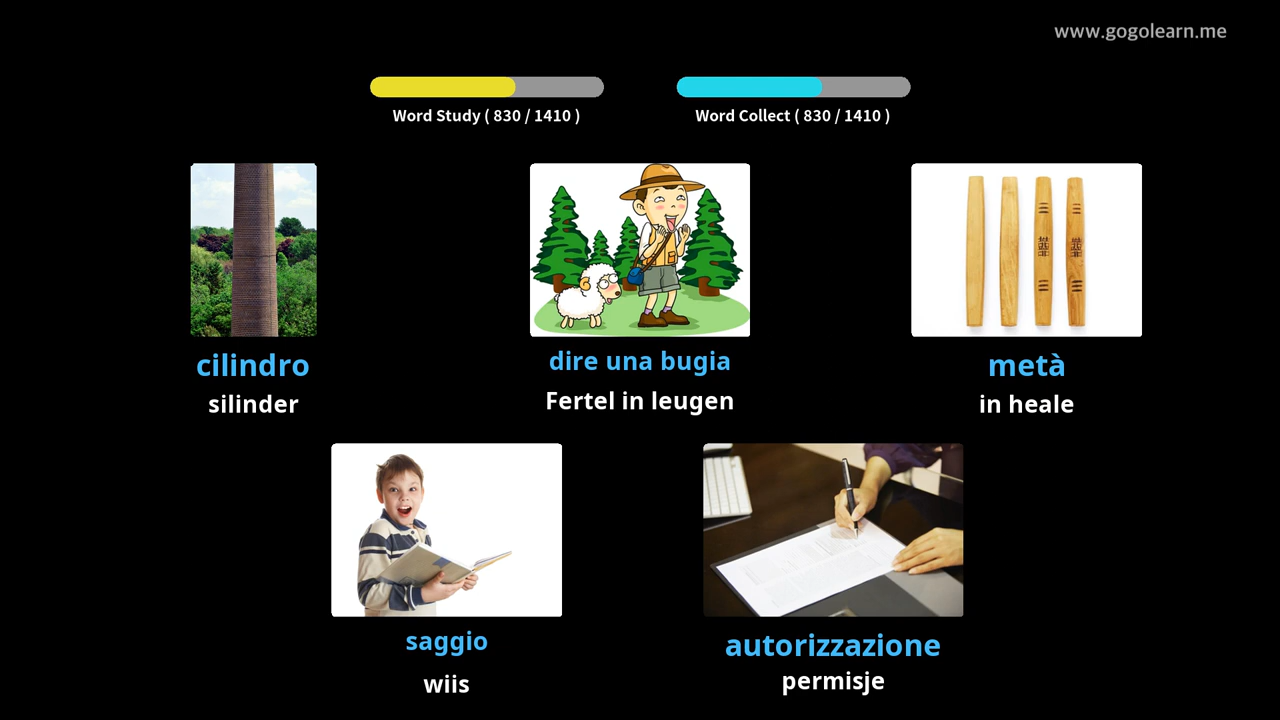 www.gogolearn.me
Word Study ( 830 / 1410 )
Word Collect ( 830 / 1410 )
cilindro
silinder
dire una bugia
Fertel in leugen
metà
in heale
saggio
wiis
autorizzazione
permisje